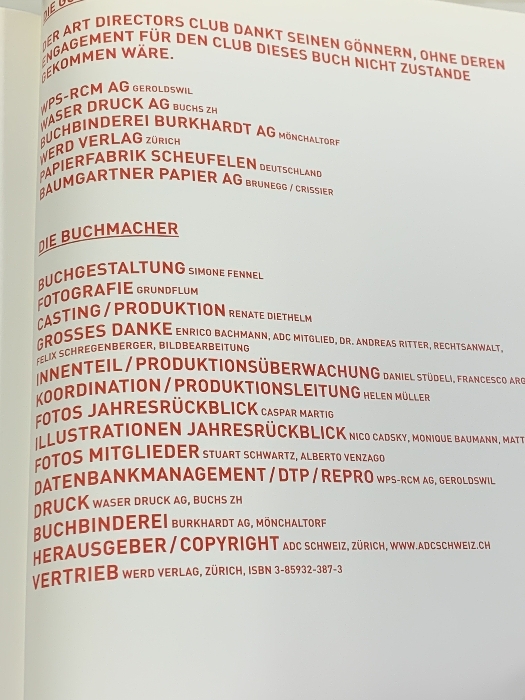 DIE
DER ART DIRECTORS CLUB DANKT SEINEN GÖNNERN, OHNE DEREN
ENGAGEMENT FÜR DEN CLUB DIESES BUCH NICHT ZUSTANDE
GEKOMMEN WÄRE.
WPS-RCM AG GEROLDSWIL
WASER DRUCK AG BUCHS ZH
BUCHBINDEREI BURKHARDT AG MÖNCHALTORF
WERD VERLAG ZÜRICH
PAPIERFABRIK SCHEUFELEN DEUTSCHLAND
BAUMGARTNER PAPIER AG BRUNEGG / CRISSIER
DIE BUCHMACHER
BUCHGESTALTUNG SIMONE FENNEL
FOTOGRAFIE GRUNDFLUM
CASTING / PRODUKTION RENATE DIETHELM
GROSSES DANKE ENRICO BACHMANN, ADC MITGLIED, DR. ANDREAS RITTER, RECHTSANWALT,
FELIX SCHREGENBERGER, BILDBEARBEITUNG
INNENTEIL / PRODUKTIONSÜBERWACHUNG DANIEL STÜDELI, FRANCESCO ARG
KOORDINATION / PRODUKTIONSLEITUNG HELEN MÜLLER
FOTOS JAHRESRÜCKBLICK CASPAR MARTIG
ILLUSTRATIONEN JAHRESRÜCKBLICK NICO CADSKY, MONIQUE BAUMANN, MATT
FOTOS MITGLIEDER STUART SCHWARTZ, ALBERTO VENZAGO
DATENBANKMANAGEMENT / DTP / REPRO WPS-RCM AG, GEROLDSWIL
DRUCK WASER DRUCK AG, BUCHS ZH
BUCHBINDEREI BURKHARDT AG, MÖNCHALTORF
HERAUSGEBER / COPYRIGHT ADC SCHWEIZ, ZÜRICH, WWW.ADCSCHWEIZ.CH
VERTRIEB WERD VERLAG, ZÜRICH, ISBN 3-85932-387-3